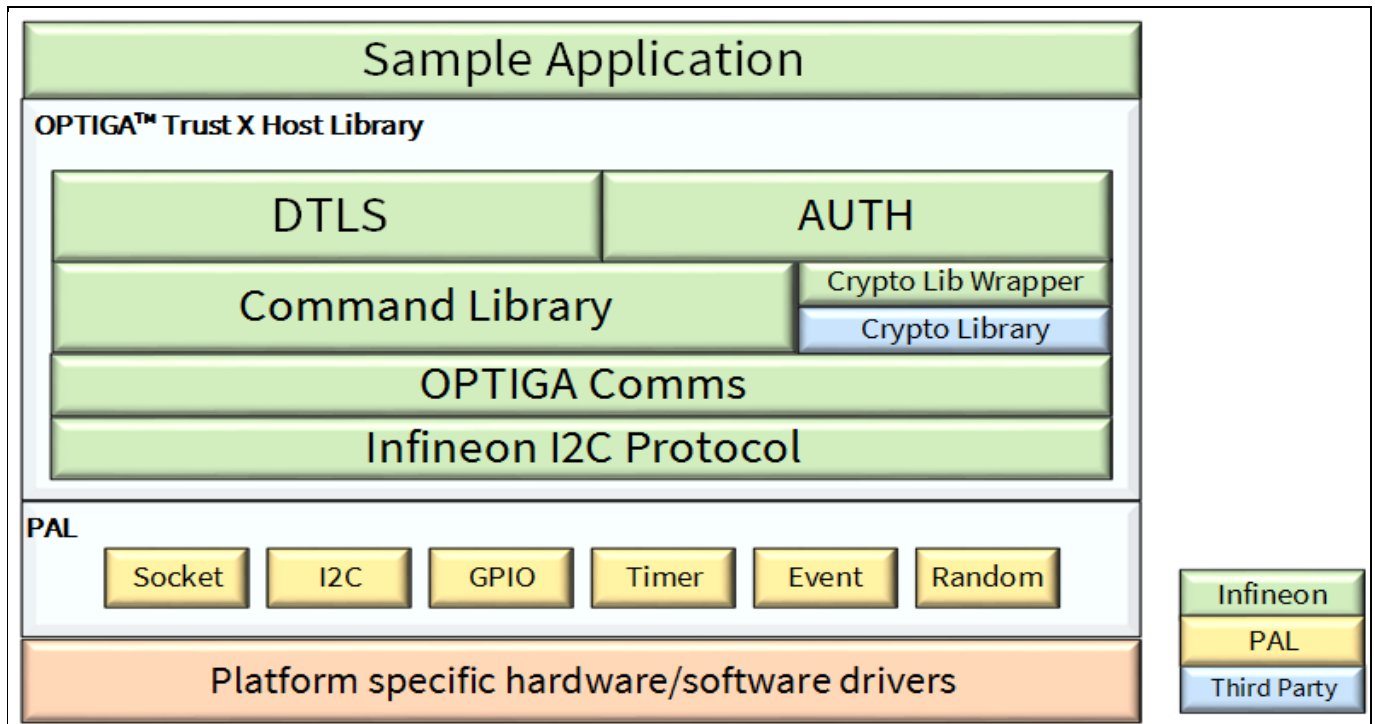 Sample Application
OPTIGA™ Trust X Host Library
DTLS
AUTH
Command Library
Crypto Lib Wrapper
Crypto Library
OPTIGA Comms
Infineon I2C Protocol
PAL
Socket
I2C
GPIO
Timer
Event
Random
Platform specific hardware/software drivers
Infineon
PAL
Third Party